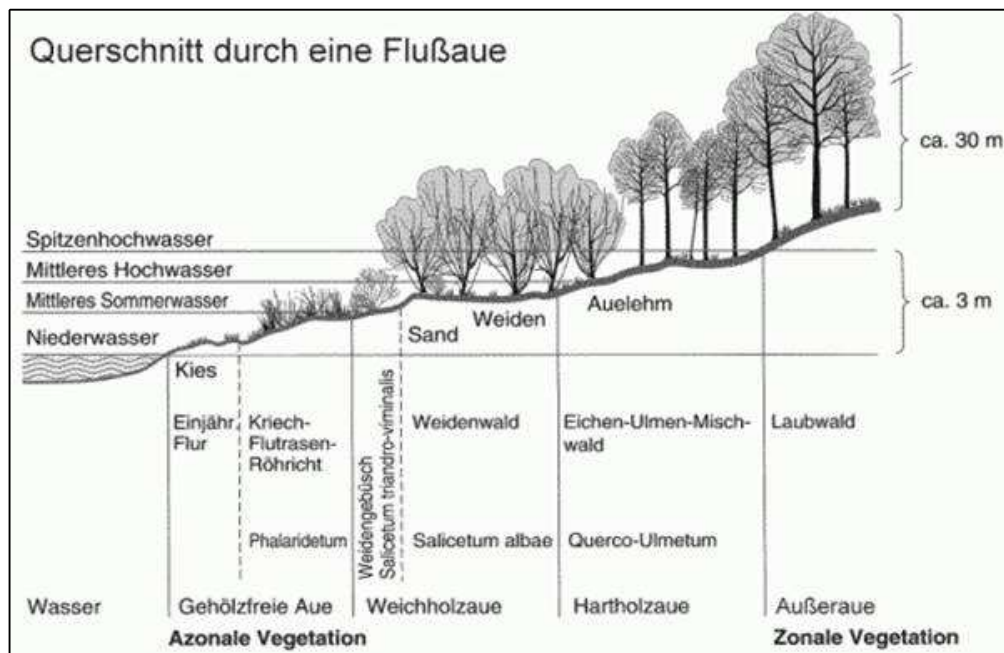 Querschnitt durch eine Flußaue
ca. 30 m
Spitzenhochwasser
Mittleres Hochwasser
Mittleres Sommerwasser
Niederwasser
ca. 3 m
Auelehm
Weiden
Sand
Kies
Einjähr.
Flur
Kriech-
Flutrasen-
Röhricht
Weidengebüsch
Salicetum triandro-viminalis
Weidenwald
Eichen-Ulmen-Misch-
wald
Laubwald
Phalaridetum
Salicetum albae
Querco-Ulmetum
Wasser
Gehölzfreie Aue
Weichholzaue
Hartholzaue
Außeraue
Azonale Vegetation
Zonale Vegetation